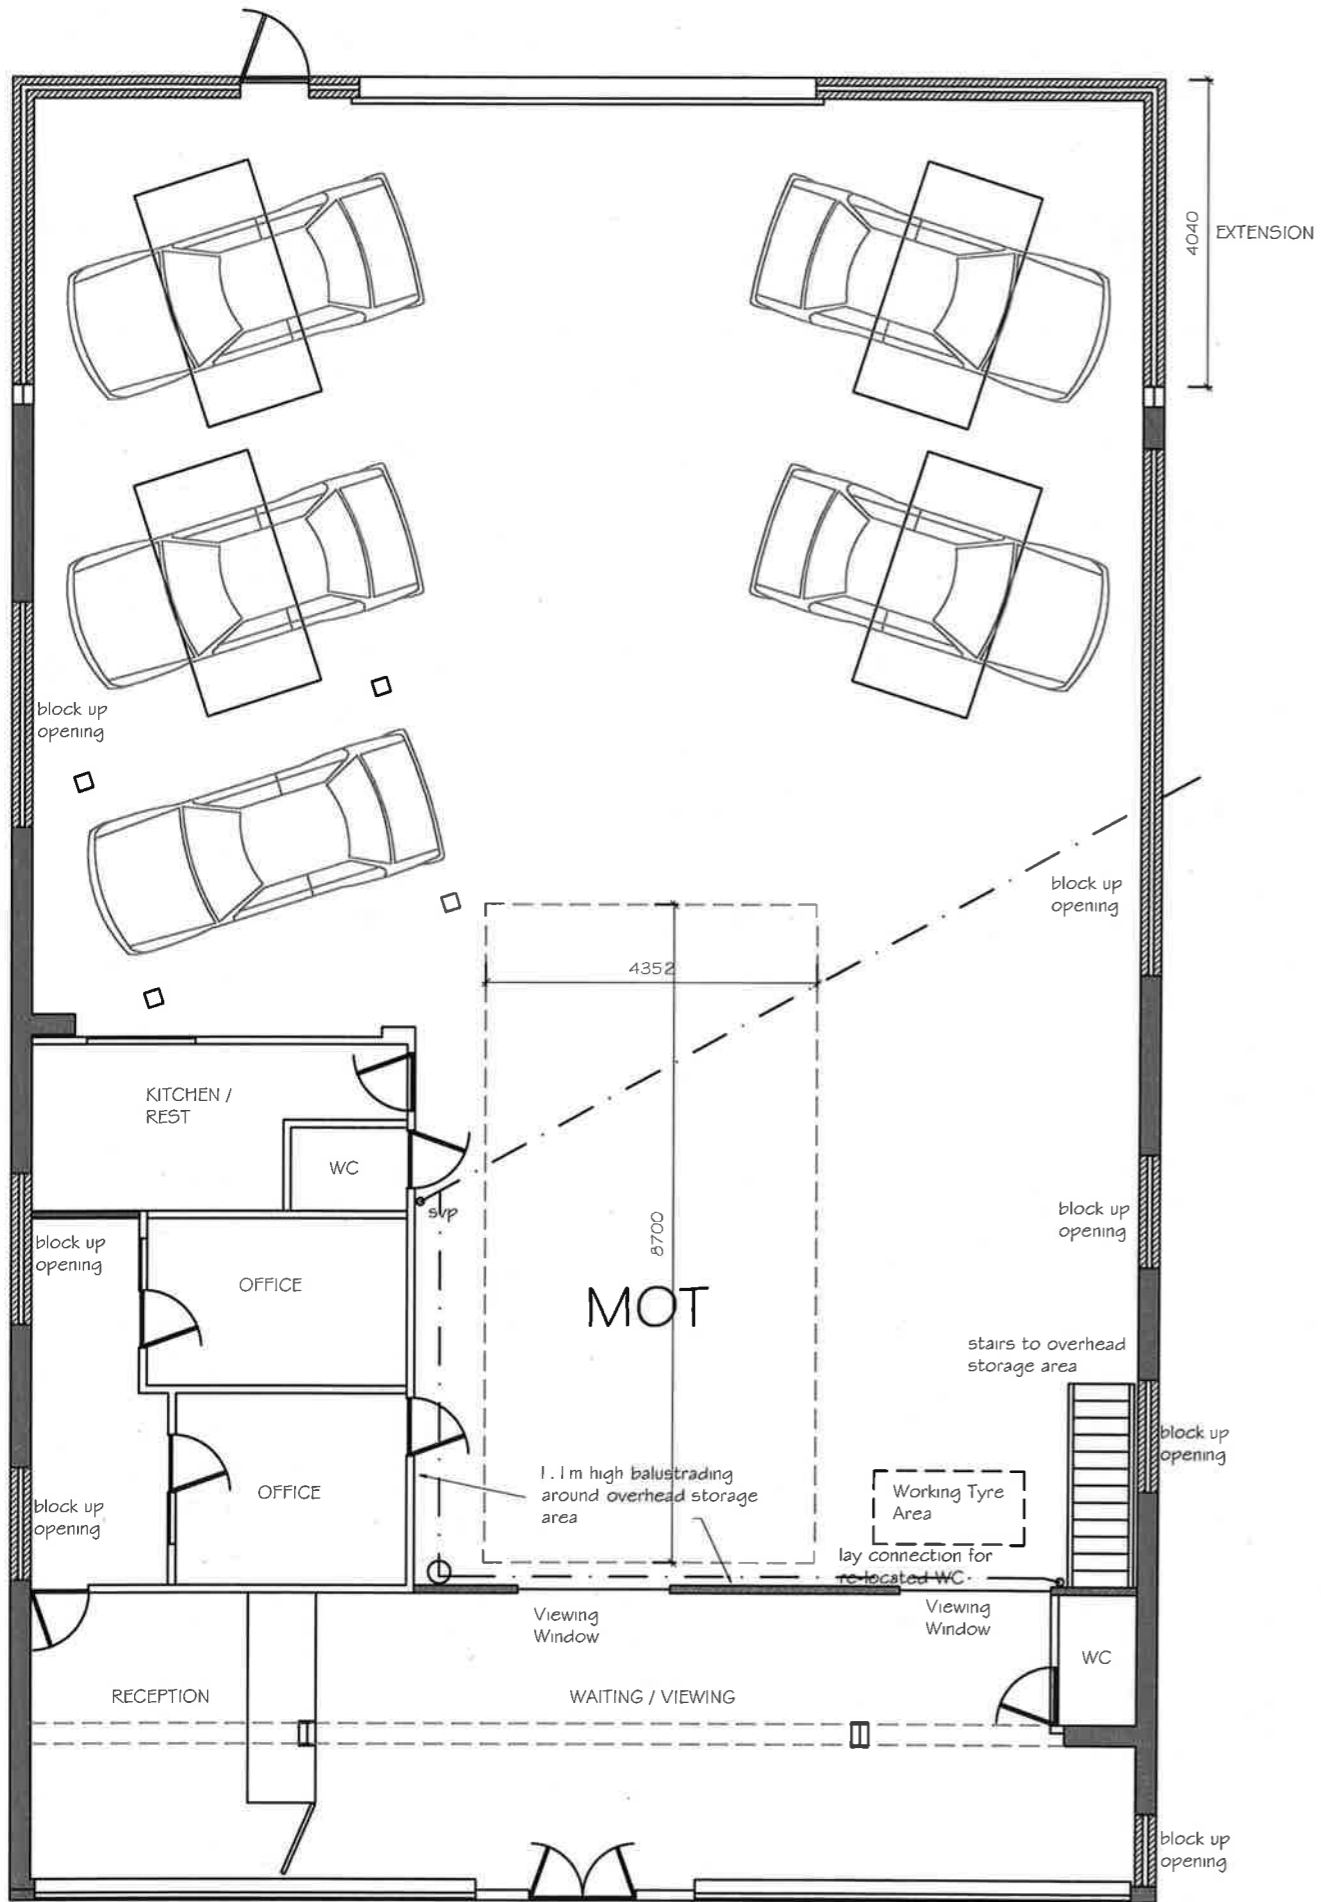 4040
EXTENSION
block up
opening
block up
opening
4352
KITCHEN /
REST
WC
svp
block up
opening
block up
opening
OFFICE
8700
MOT
stairs to overhead
storage area
block up
opening
1.1m high balustrading
around overhead storage
area
Working Tyre
Area
OFFICE
block up
opening
lay connection for
re-located WC
Viewing
Window
Viewing
Window
WC
RECEPTION
WAITING / VIEWING
block up
opening